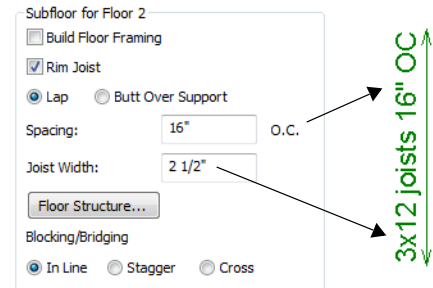 Subfloor for Floor 2
Build Floor Framing
Rim Joist
Lap Butt Over Support
Spacing: 16" O.C.
Joist Width: 2 1/2"
Floor Structure...
Blocking/Bridging
In Line Stagger Cross
3x12 joists 16" OC